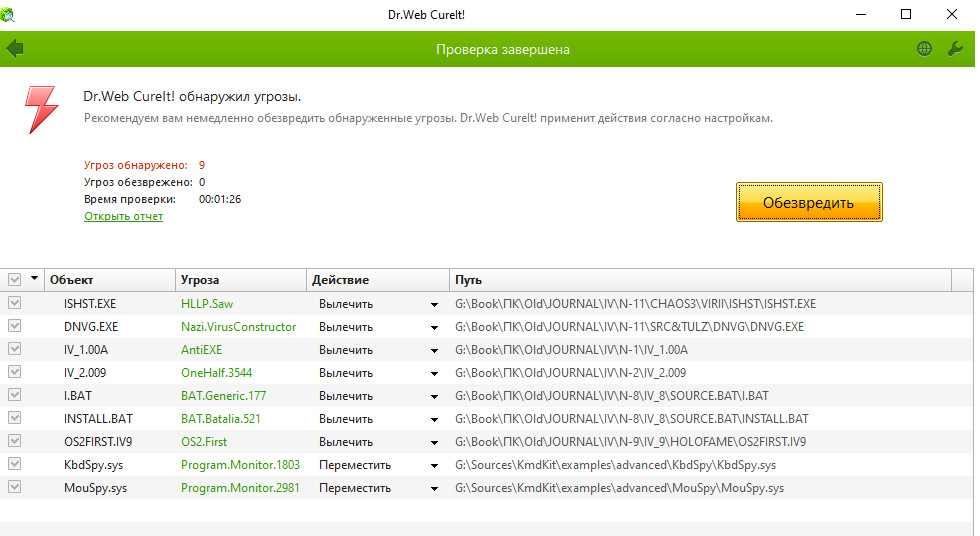 Dr.Web CureIt!
Проверка завершена
Dr.Web CureIt! обнаружил угрозы.
Рекомендуем вам немедленно обезвредить обнаруженные угрозы. Dr.Web CureIt! применит действия согласно настройкам.
Угроз обнаружено: 9
Угроз обезврежено: 0
Время проверки: 00:01:26
Открыть отчет
Обезвредить
Объект Угроза Действие Путь
ISHST.EXE HLLP.Saw Вылечить G:\Book\ПК\Old\JOURNAL\IV\N-11\CHAOS3\VIRII\ISHST\ISHST.EXE
DNVG.EXE Nazi.VirusConstructor Вылечить G:\Book\ПК\Old\JOURNAL\IV\N-11\SRC&TULZ\DNVG\DNVG.EXE
IV_1.00A AntiEXE Вылечить G:\Book\ПК\Old\JOURNAL\IV\N-1\IV_1.00A
IV_2.009 OneHalf.3544 Вылечить G:\Book\ПК\Old\JOURNAL\IV\N-2\IV_2.009
I.BAT BAT.Generic.177 Вылечить G:\Book\ПК\Old\JOURNAL\IV\N-8\IV_8\SOURCE.BAT\I.BAT
INSTALL.BAT BAT.Batalia.521 Вылечить G:\Book\ПК\Old\JOURNAL\IV\N-8\IV_8\SOURCE.BAT\INSTALL.BAT
OS2FIRST.IV9 OS2.First Вылечить G:\Book\ПК\Old\JOURNAL\IV\N-9\IV_9\HOLOFAME\OS2FIRST.IV9
KbdSpy.sys Program.Monitor.1803 Переместить G:\Sources\KmdKit\examples\advanced\KbdSpy\KbdSpy.sys
MouSpy.sys Program.Monitor.2981 Переместить G:\Sources\KmdKit\examples\advanced\MouSpy\MouSpy.sys